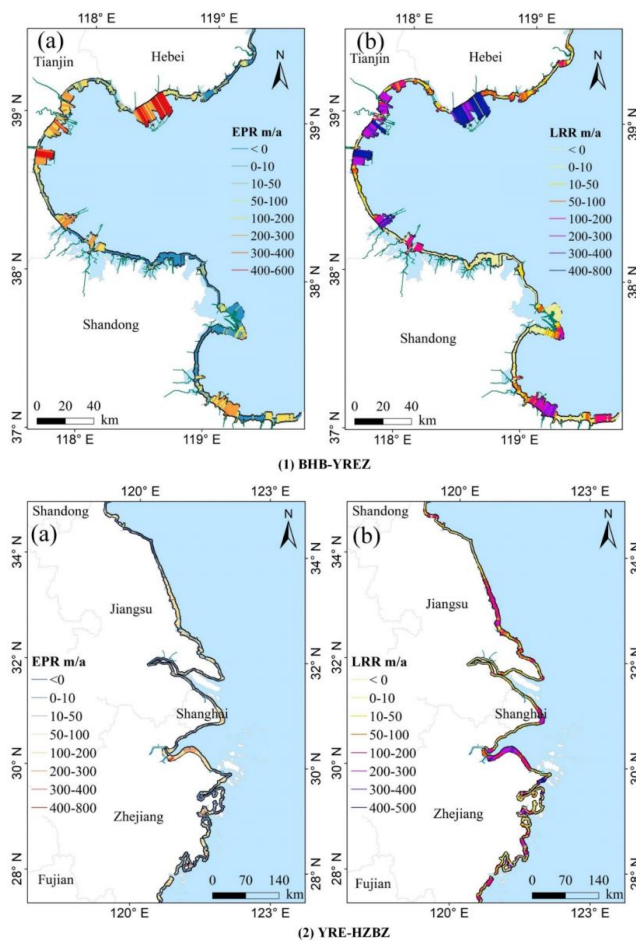 118° E
119° E
118° E
119° E
(a)
Hebei
N
Tianjin
39° N
EPR m/a
< 0
0-10
10-50
50-100
100-200
200-300
300-400
400-600
38° N
Shandong
0 20 40
km
37° N
118° E
119° E
(b)
Hebei
N
Tianjin
39° N
39° N
LRR m/a
< 0
0-10
10-50
50-100
100-200
200-300
300-400
400-800
38° N
38° N
Shandong
0 20 40
km
37° N
37° N
118° E
119° E
(1) BHB-YREZ
120° E
123° E
120° E
123° E
Shandong
(a)
N
34° N
Jiangsu
32° N
EPR m/a
<0
0-10
10-50
50-100
100-200
200-300
300-400
400-800
Shanghai
30° N
Zhejiang
28° N
Fujian
0 70 140
km
120° E
123° E
Shandong
(b)
N
34° N
34° N
Jiangsu
32° N
32° N
LRR m/a
< 0
0-10
10-50
50-100
100-200
200-300
300-400
400-500
Shanghai
30° N
30° N
Zhejiang
28° N
28° N
Fujian
0 70 140
km
120° E
123° E
(2) YRE-HZBZ